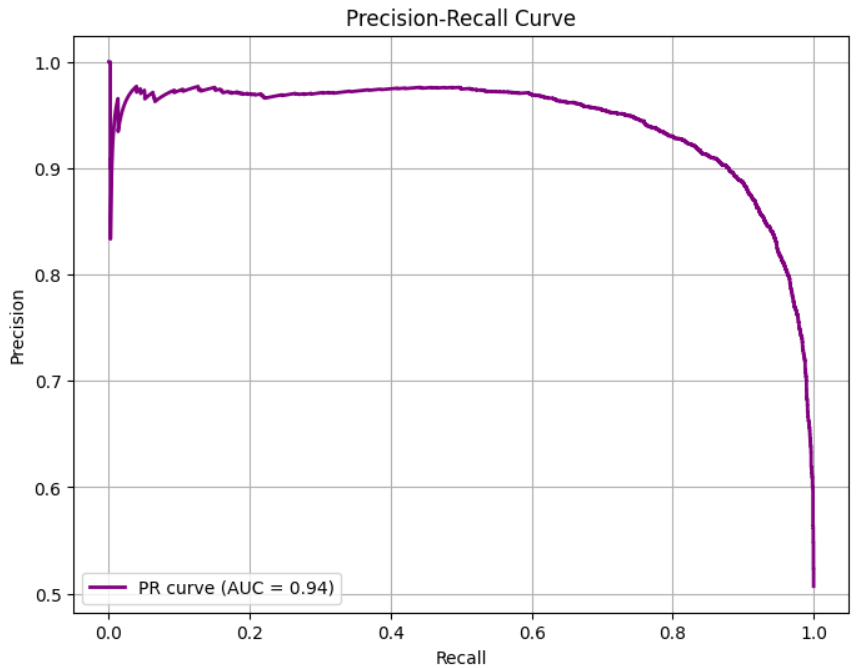 Precision-Recall Curve
1.0
0.9
0.8
0.7
0.6
0.5
Precision
PR curve (AUC = 0.94)
0.0 0.2 0.4 0.6 0.8 1.0
Recall